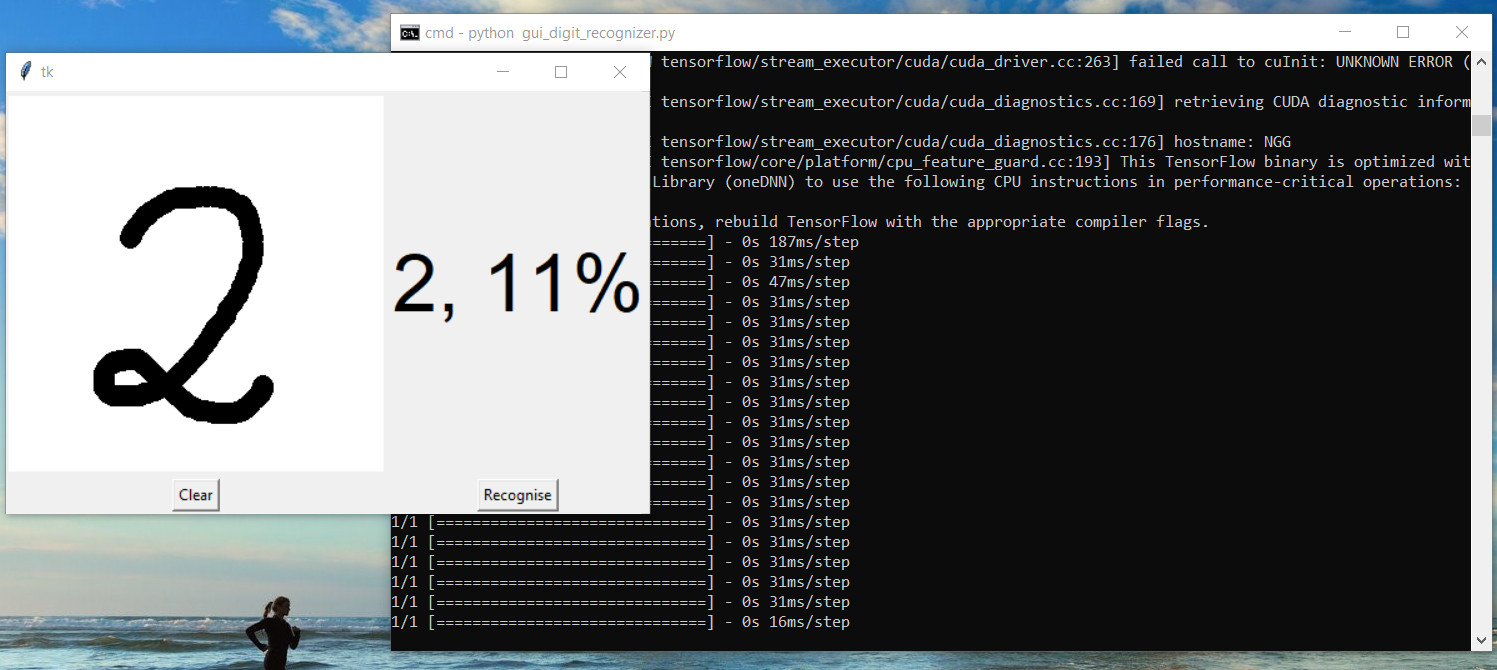 cmd - python gui_digit_recognizer.py
tk
tensorflow/stream_executor/cuda/cuda_driver.cc:263] failed call to cuInit: UNKNOWN ERROR (
tensorflow/stream_executor/cuda/cuda_diagnostics.cc:169] retrieving CUDA diagnostic inform
tensorflow/stream_executor/cuda/cuda_diagnostics.cc:176] hostname: NGG
tensorflow/core/platform/cpu_feature_guard.cc:193] This TensorFlow binary is optimized wit
Library (oneDNN) to use the following CPU instructions in performance-critical operations:
tions, rebuild TensorFlow with the appropriate compiler flags.
======] - 0s 187ms/step
======] - 0s 31ms/step
======] - 0s 47ms/step
======] - 0s 31ms/step
======] - 0s 31ms/step
======] - 0s 31ms/step
======] - 0s 31ms/step
======] - 0s 31ms/step
======] - 0s 31ms/step
======] - 0s 31ms/step
======] - 0s 31ms/step
======] - 0s 31ms/step
======] - 0s 31ms/step
======] - 0s 31ms/step
1/1 [==============================] - 0s 31ms/step
1/1 [==============================] - 0s 31ms/step
1/1 [==============================] - 0s 31ms/step
1/1 [==============================] - 0s 31ms/step
1/1 [==============================] - 0s 31ms/step
1/1 [==============================] - 0s 16ms/step
2
2, 11%
Clear
Recognise